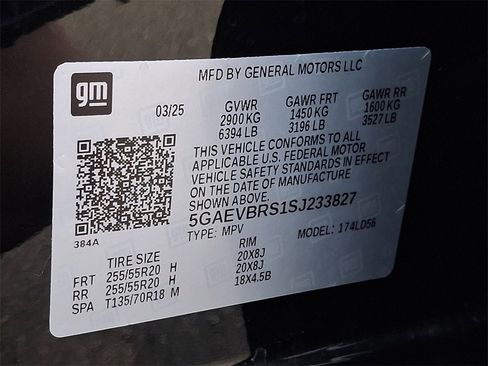 gm
MFD BY GENERAL MOTORS LLC
03/25 GVWR GAWR FRT GAWR RR
2900 KG 1450 KG 1600 KG
6394 LB 3196 LB 3527 LB
THIS VEHICLE CONFORMS TO ALL
APPLICABLE U.S. FEDERAL MOTOR
VEHICLE SAFETY STANDARDS IN EFFECT
ON THE DATE OF MANUFACTURE
SHOWN ABOVE
384A
5GAEVBRS1SJ233827
TYPE: MPV MODEL: 174LD56
TIRE SIZE RIM
FRT 255/55R20 H 20X8J
RR 255/55R20 H 20X8J
SPA T135/70R18 M 18X4.5B